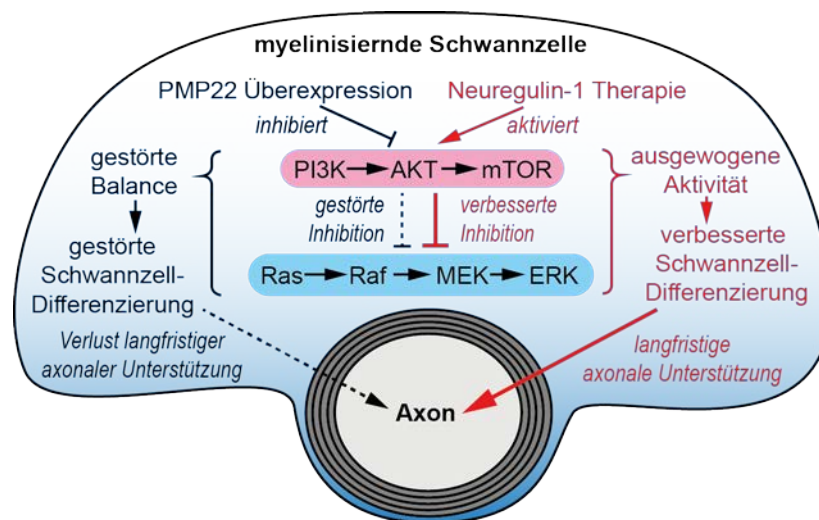 myelinisiernde Schwannzelle
PMP22 Überexpression
Neuregulin-1 Therapie
inhibiert
aktiviert
gestörte
Balance
PI3K AKT mTOR
ausgewogene
Aktivität
gestörte
Inhibition
verbesserte
Inhibition
gestörte
Schwannzell-
Differenzierung
Ras Raf MEK ERK
verbesserte
Schwannzell-
Differenzierung
Verlust langfristiger
axonaler Unterstützung
langfristige
axonale Unterstützung
Axon